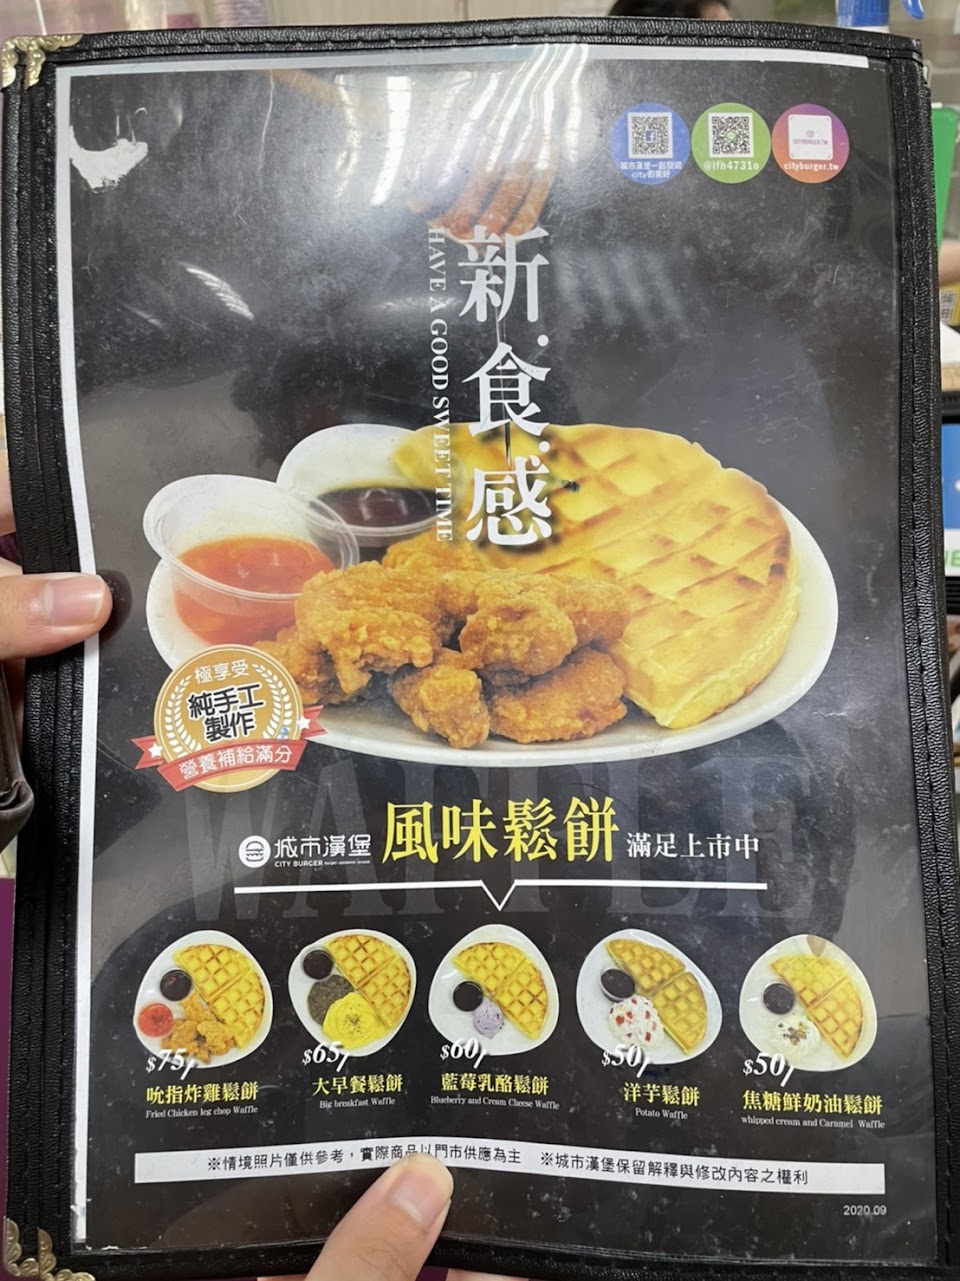 城市漢堡一起發現
city的美好
@lfh4731o
CITYBURGER.TW
cityburger.tw
新·食·感
HAVE A GOOD SWEET TIME
極享受
純手工
製作
營養補給滿分
WAFFLE
城市漢堡
CITY BURGER
風味鬆餅
滿足上市中
$75/
吮指炸雞鬆餅
Fried Chicken leg chop Waffle
$65/
大早餐鬆餅
Big breakfast Waffle
$60/
藍莓乳酪鬆餅
Blueberry and Cream Cheese Waffle
$50/
洋芋鬆餅
Potato Waffle
$50/
焦糖鮮奶油鬆餅
whipped cream and Caramel Waffle
※情境照片僅供參考，實際商品以門市供應為主 ※城市漢堡保留解釋與修改內容之權利
2020.09